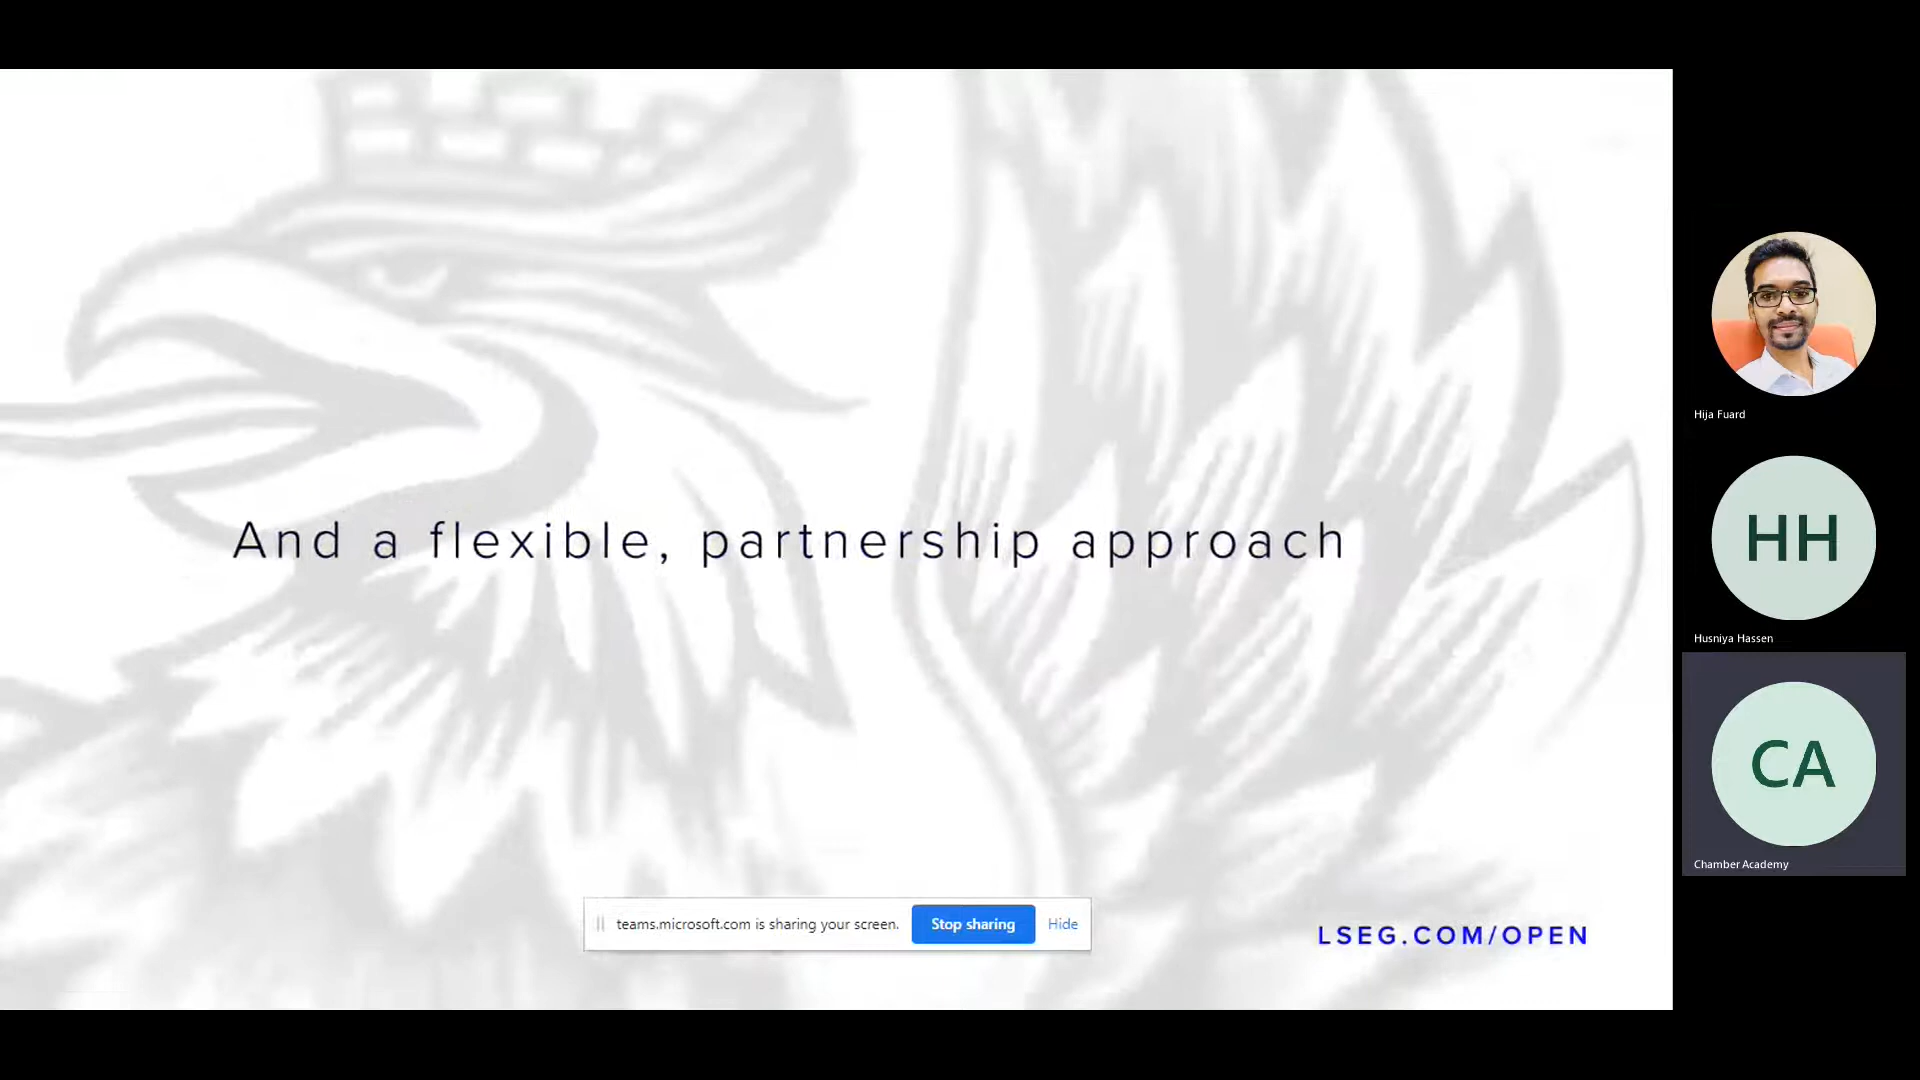 And a flexible, partnership approach
teams.microsoft.com is sharing your screen. Stop sharing Hide
LSEG.COM/OPEN
Hija Fuard
HH
Husniya Hassen
CA
Chamber Academy